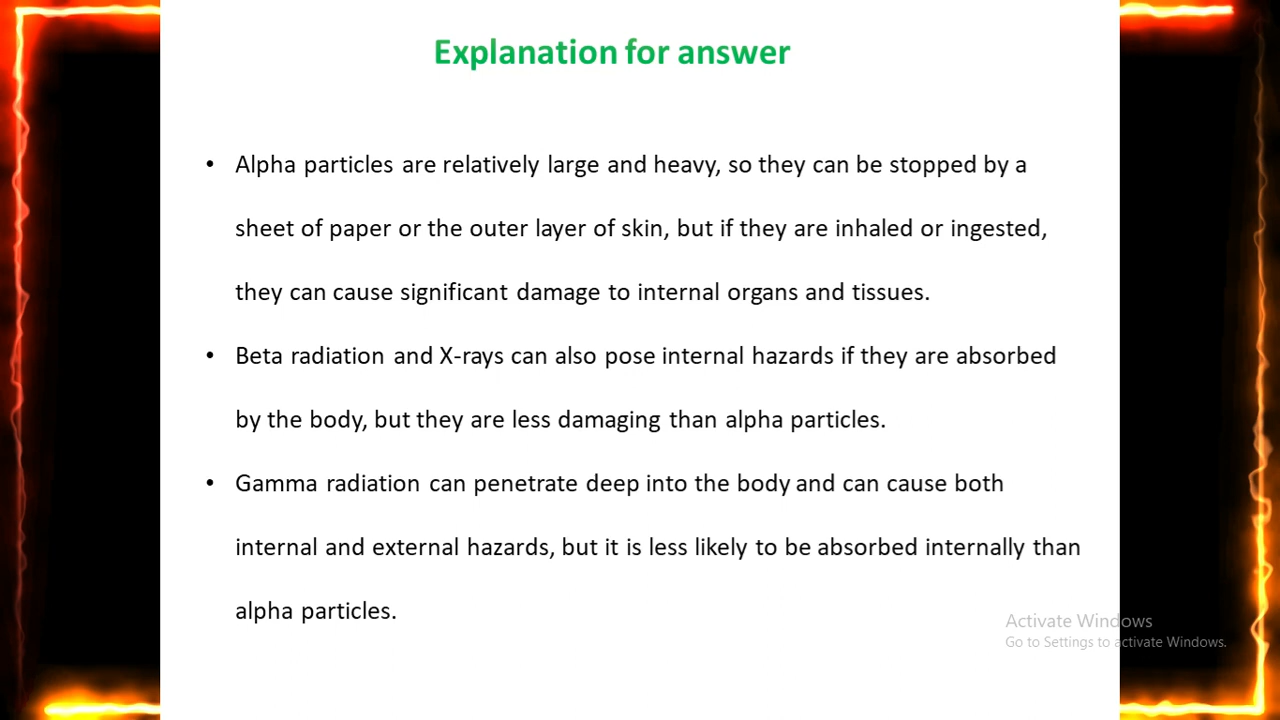 Explanation for answer
• Alpha particles are relatively large and heavy, so they can be stopped by a
sheet of paper or the outer layer of skin, but if they are inhaled or ingested,
they can cause significant damage to internal organs and tissues.
• Beta radiation and X-rays can also pose internal hazards if they are absorbed
by the body, but they are less damaging than alpha particles.
• Gamma radiation can penetrate deep into the body and can cause both
internal and external hazards, but it is less likely to be absorbed internally than
alpha particles.
Activate Windows
Go to Settings to activate Windows.